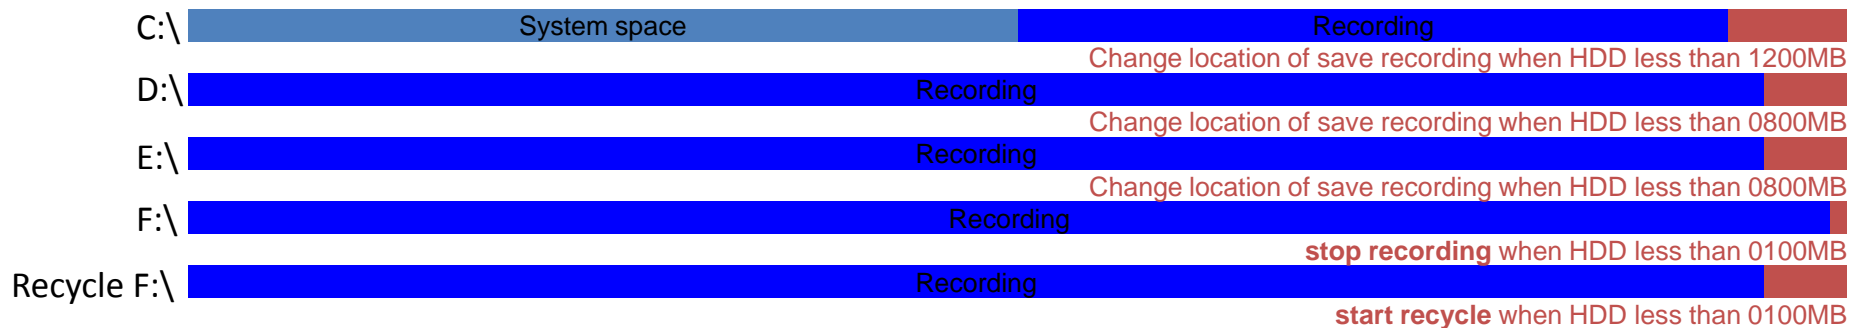 C:\ System space Recording
Change location of save recording when HDD less than 1200MB
D:\ Recording
Change location of save recording when HDD less than 0800MB
E:\ Recording
Change location of save recording when HDD less than 0800MB
F:\ Recording
stop recording when HDD less than 0100MB
Recycle F:\ Recording
start recycle when HDD less than 0100MB